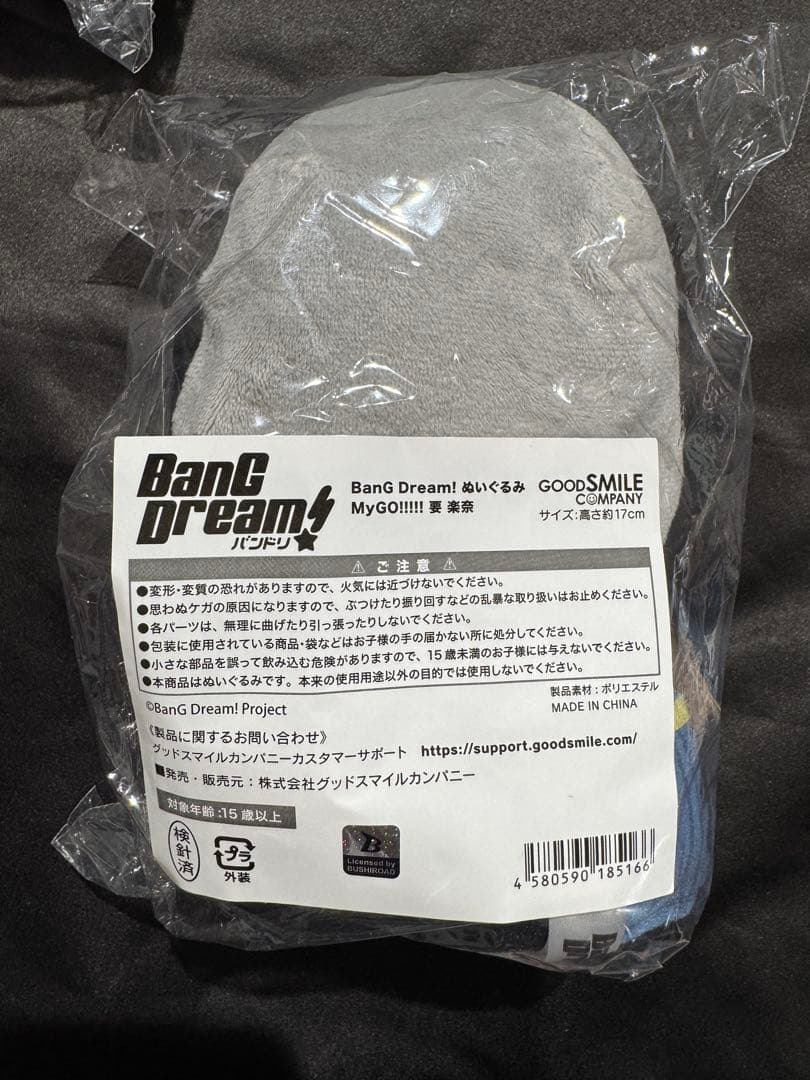 BanG Dream!
バンドリ
BanG Dream! ぬいぐるみ
MyGO!!!!! 要 楽奈
GOODSMILE
COMPANY
サイズ:高さ約17cm
ご注意
●変形・変質の恐れがありますので、火気には近づけないでください。
●思わぬケガの原因になりますので、ぶつけたり振り回すなどの乱暴な取り扱いはお止めください。
●各パーツは、無理に曲げたり引っ張ったりしないでください。
●包装に使用されている商品・袋などはお子様の手の届かない所に処分してください。
●小さな部品を誤って飲み込む危険がありますので、15歳未満のお子様には与えないでください。
●本商品はぬいぐるみです。本来の使用用途以外の目的では使用しないでください。
製品素材:ポリエステル
©BanG Dream! Project
MADE IN CHINA
《製品に関するお問い合わせ》
グッドスマイルカンパニーカスタマーサポート https://support.goodsmile.com/
■発売・販売元:株式会社グッドスマイルカンパニー
対象年齢:15歳以上
検針済
プラ
外装
B
Licensed by
BUSHIROAD
4 580590 185166